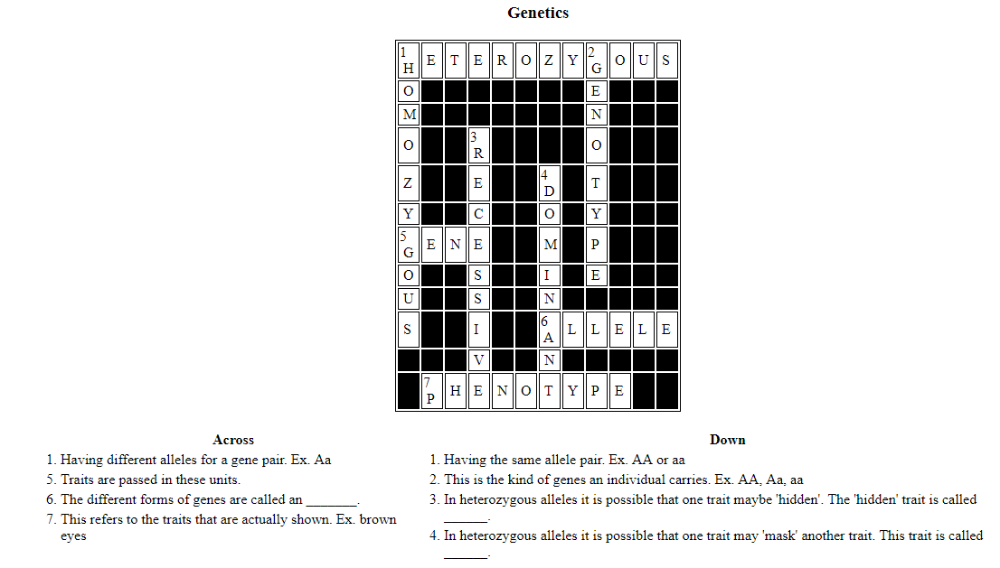 Genetics
1 H E T E R O Z Y 2 G O U S
O E
M N
O 3 R O
Z E 4 D T
Y C O Y
5 G E N E M P
O S I E
U S N
S I 6 A L L E L E
V N
7 P H E N O T Y P E
Across
1. Having different alleles for a gene pair. Ex. Aa
5. Traits are passed in these units.
6. The different forms of genes are called an _______.
7. This refers to the traits that are actually shown. Ex. brown
eyes
Down
1. Having the same allele pair. Ex. AA or aa
2. This is the kind of genes an individual carries. Ex. AA, Aa, aa
3. In heterozygous alleles it is possible that one trait maybe 'hidden'. The 'hidden' trait is called
______.
4. In heterozygous alleles it is possible that one trait may 'mask' another trait. This trait is called
______.